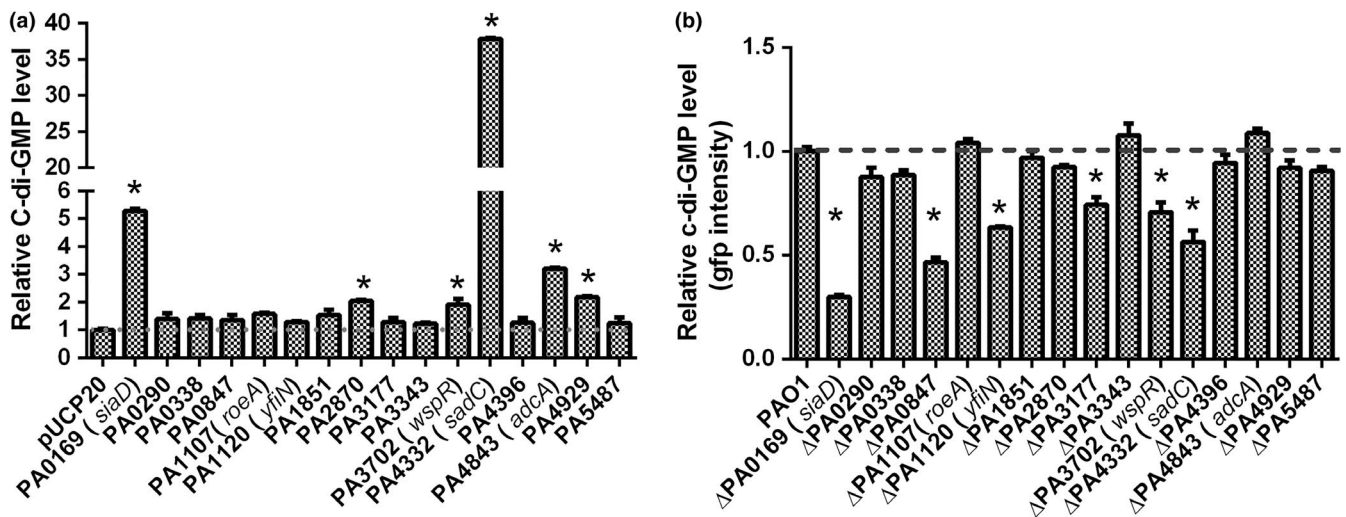 (a)
Relative C-di-GMP level
40
35
30
25
20
6
5
4
3
2
1
0
*
*
*
*
*
*
pUCP20
PA0169 ( siaD)
PA0290
PA0338
PA0847
PA1107( roeA)
PA1120 ( yfiN)
PA1851
PA2870
PA3177
PA3343
PA3702 ( wspR)
PA4332 ( sadC)
PA4396
PA4843 ( adcA)
PA4929
PA5487
(b)
Relative c-di-GMP level
(gfp intensity)
1.5
1.0
0.5
0.0
*
*
*
*
*
*
PAO1
ΔPA0169 ( siaD)
ΔPA0290
ΔPA0338
ΔPA0847
ΔPA1107( roeA)
ΔPA1120 ( yfiN)
ΔPA1851
ΔPA2870
ΔPA3177
ΔPA3343
ΔPA3702 ( wspR)
ΔPA4332 ( sadC)
ΔPA4396
ΔPA4843 ( adcA)
ΔPA4929
ΔPA5487